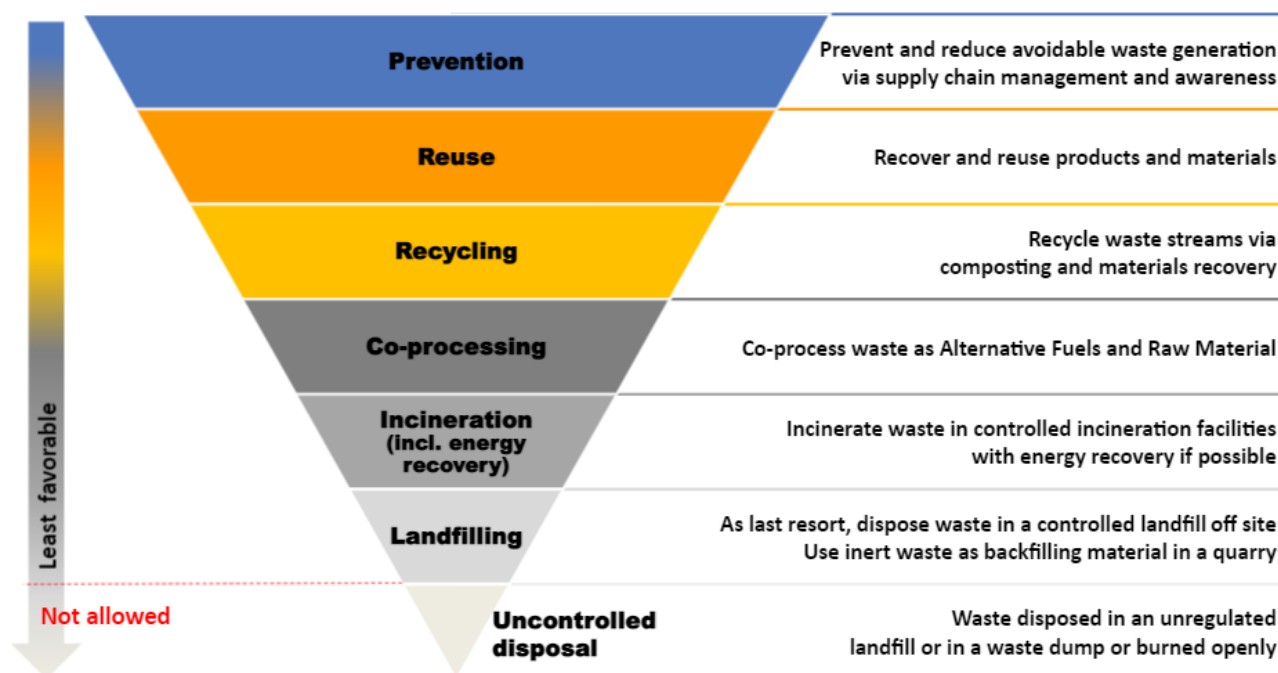 Prevention
Prevent and reduce avoidable waste generation
via supply chain management and awareness
Reuse
Recover and reuse products and materials
Recycling
Recycle waste streams via
composting and materials recovery
Co-processing
Co-process waste as Alternative Fuels and Raw Material
Incineration
(incl. energy
recovery)
Incinerate waste in controlled incineration facilities
with energy recovery if possible
Landfilling
As last resort, dispose waste in a controlled landfill off site
Use inert waste as backfilling material in a quarry
Least favorable
Not allowed
Uncontrolled
disposal
Waste disposed in an unregulated
landfill or in a waste dump or burned openly